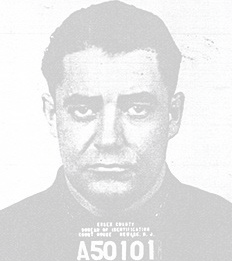 ESSEX COUNTY
BUREAU OF IDENTIFICATION
COURT HOUSE NEWARK, N. J.
A50101